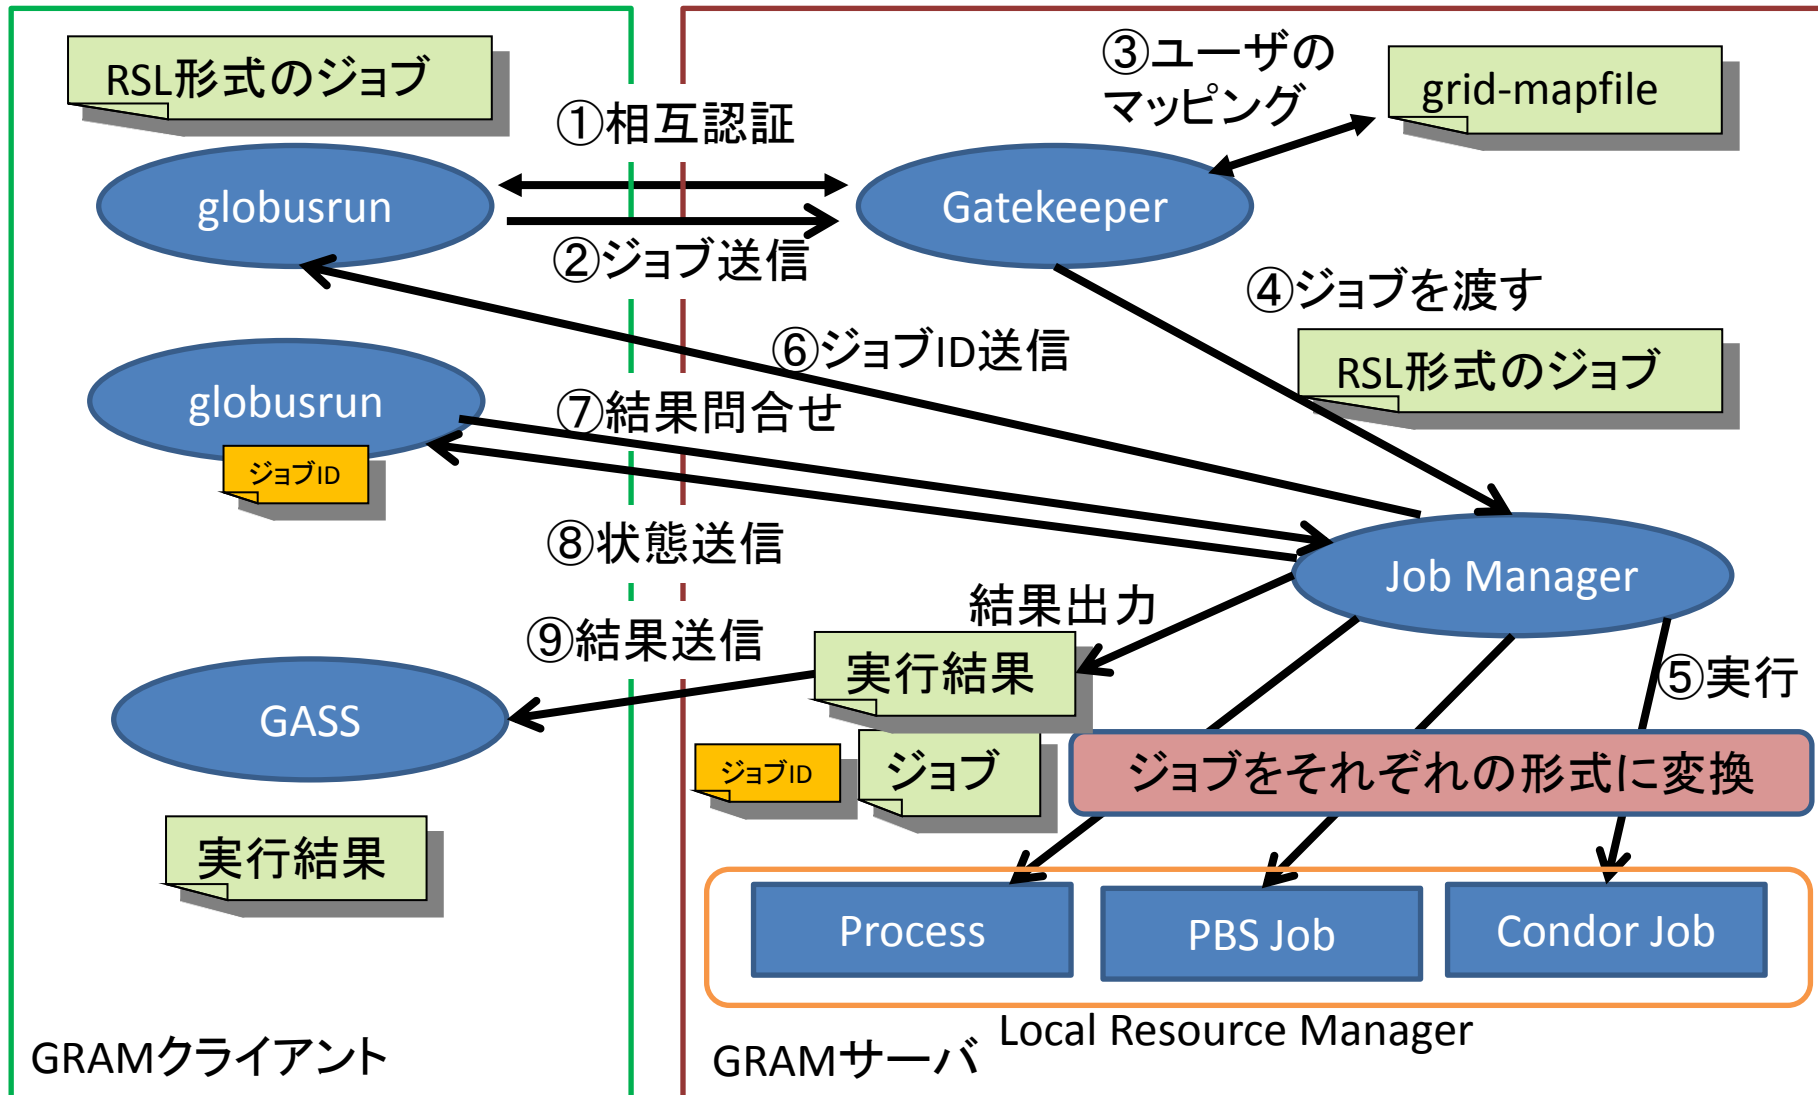 RSL形式のジョブ
①相互認証
③ユーザの
マッピング
grid-mapfile
globusrun
Gatekeeper
②ジョブ送信
④ジョブを渡す
⑥ジョブID送信
RSL形式のジョブ
globusrun
⑦結果問合せ
ジョブID
⑧状態送信
Job Manager
結果出力
⑨結果送信
実行結果
⑤実行
GASS
ジョブID
ジョブ
ジョブをそれぞれの形式に変換
実行結果
Process
PBS Job
Condor Job
Local Resource Manager
GRAMクライアント
GRAMサーバ